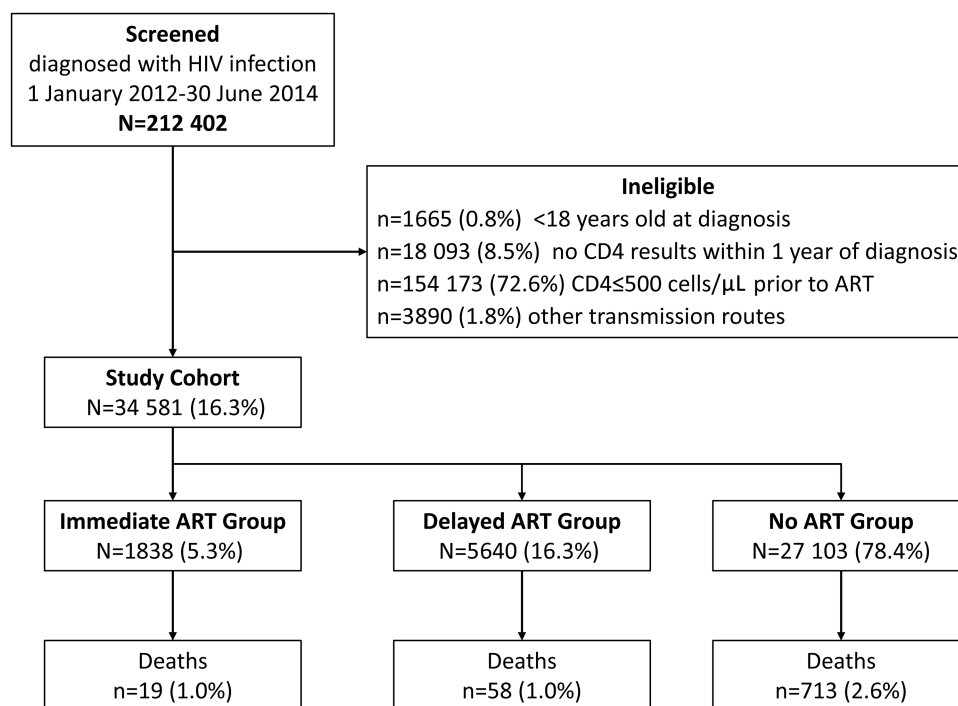 Screened
diagnosed with HIV infection
1 January 2012-30 June 2014
N=212 402
Ineligible
n=1665 (0.8%)  <18 years old at diagnosis
n=18 093 (8.5%)  no CD4 results within 1 year of diagnosis
n=154 173 (72.6%) CD4≤500 cells/μL prior to ART
n=3890 (1.8%) other transmission routes
Study Cohort
N=34 581 (16.3%)
Immediate ART Group
N=1838 (5.3%)
Delayed ART Group
N=5640 (16.3%)
No ART Group
N=27 103 (78.4%)
Deaths
n=19 (1.0%)
Deaths
n=58 (1.0%)
Deaths
n=713 (2.6%)